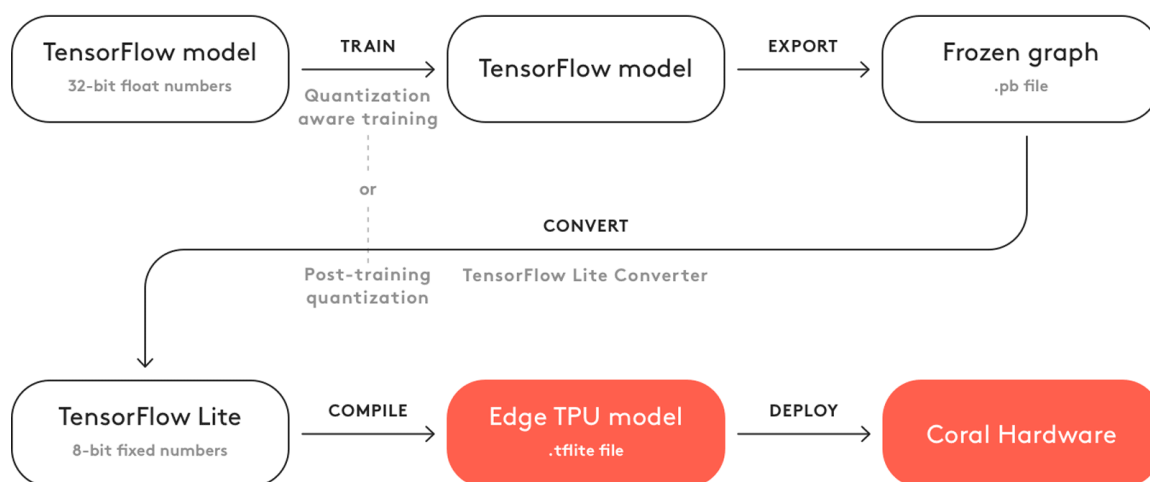 TensorFlow model
32-bit float numbers
TRAIN
Quantization
aware training
or
Post-training
quantization
TensorFlow model
EXPORT
Frozen graph
.pb file
CONVERT
TensorFlow Lite Converter
TensorFlow Lite
8-bit fixed numbers
COMPILE
Edge TPU model
.tflite file
DEPLOY
Coral Hardware